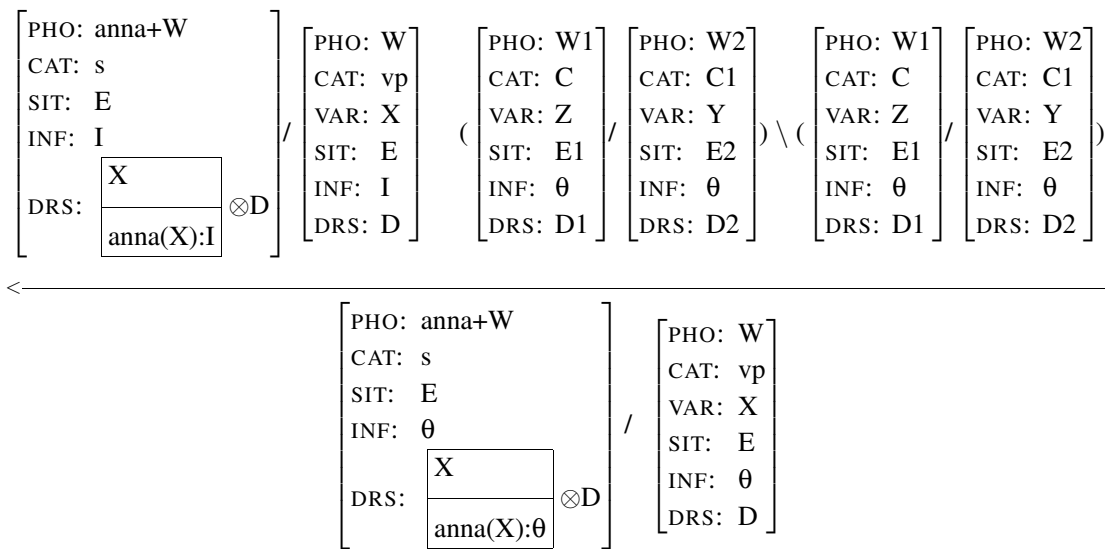 PHO: anna+W
CAT: s
SIT: E
INF: I
DRS: X
anna(X):I ⊗D
/
PHO: W
CAT: vp
VAR: X
SIT: E
INF: I
DRS: D
(
PHO: W1
CAT: C
VAR: Z
SIT: E1
INF: θ
DRS: D1
/
PHO: W2
CAT: C1
VAR: Y
SIT: E2
INF: θ
DRS: D2
) \ (
PHO: W1
CAT: C
VAR: Z
SIT: E1
INF: θ
DRS: D1
/
PHO: W2
CAT: C1
VAR: Y
SIT: E2
INF: θ
DRS: D2
)
<
PHO: anna+W
CAT: s
SIT: E
INF: θ
DRS: X
anna(X):θ ⊗D
/
PHO: W
CAT: vp
VAR: X
SIT: E
INF: θ
DRS: D